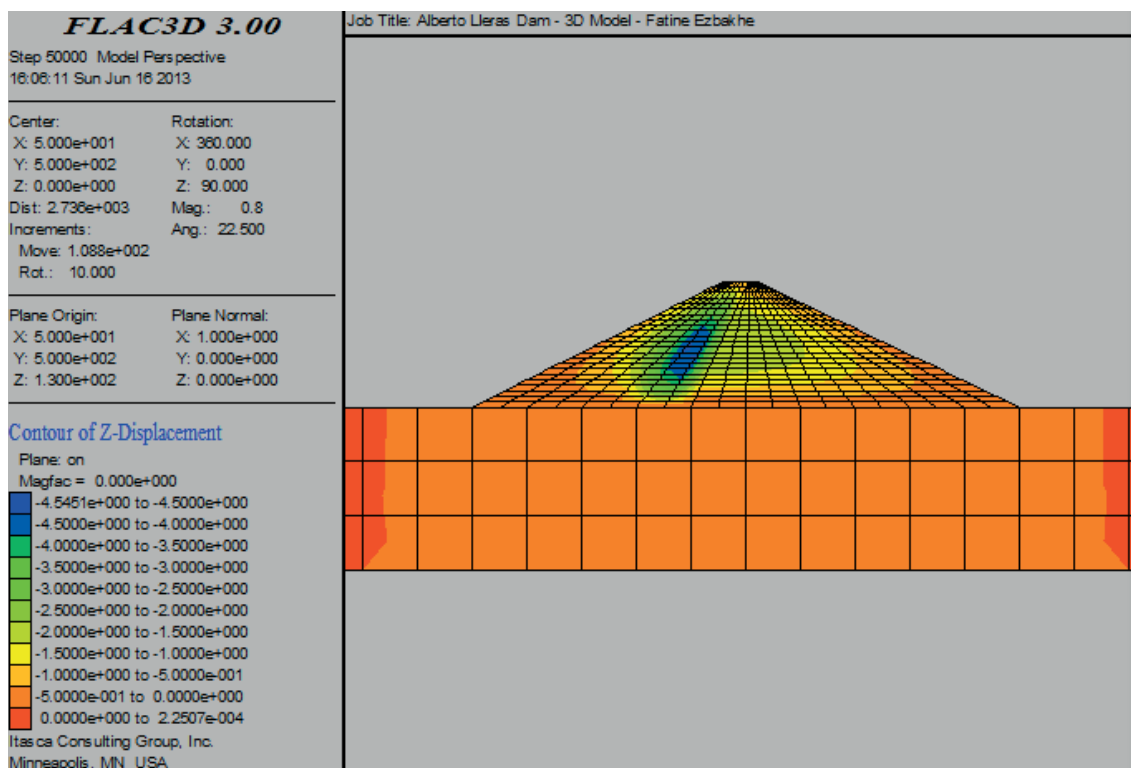 FLAC3D 3.00
Step 50000 Model Perspective
16:06:11 Sun Jun 16 2013
Center:
X: 5.000e+001
Y: 5.000e+002
Z: 0.000e+000
Dist: 2.736e+003
Increments:
Move: 1.088e+002
Rot.: 10.000
Rotation:
X: 360.000
Y: 0.000
Z: 90.000
Mag.: 0.8
Ang.: 22.500
Plane Origin:
X: 5.000e+001
Y: 5.000e+002
Z: 1.300e+002
Plane Normal:
X: 1.000e+000
Y: 0.000e+000
Z: 0.000e+000
Contour of Z-Displacement
Plane: on
Magfac = 0.000e+000
-4.5451e+000 to -4.5000e+000
-4.5000e+000 to -4.0000e+000
-4.0000e+000 to -3.5000e+000
-3.5000e+000 to -3.0000e+000
-3.0000e+000 to -2.5000e+000
-2.5000e+000 to -2.0000e+000
-2.0000e+000 to -1.5000e+000
-1.5000e+000 to -1.0000e+000
-1.0000e+000 to -5.0000e-001
-5.0000e-001 to 0.0000e+000
0.0000e+000 to 2.2507e-004
Itasca Consulting Group, Inc.
Minneapolis, MN USA
Job Title: Alberto Lleras Dam - 3D Model - Fatine Ezbakhe